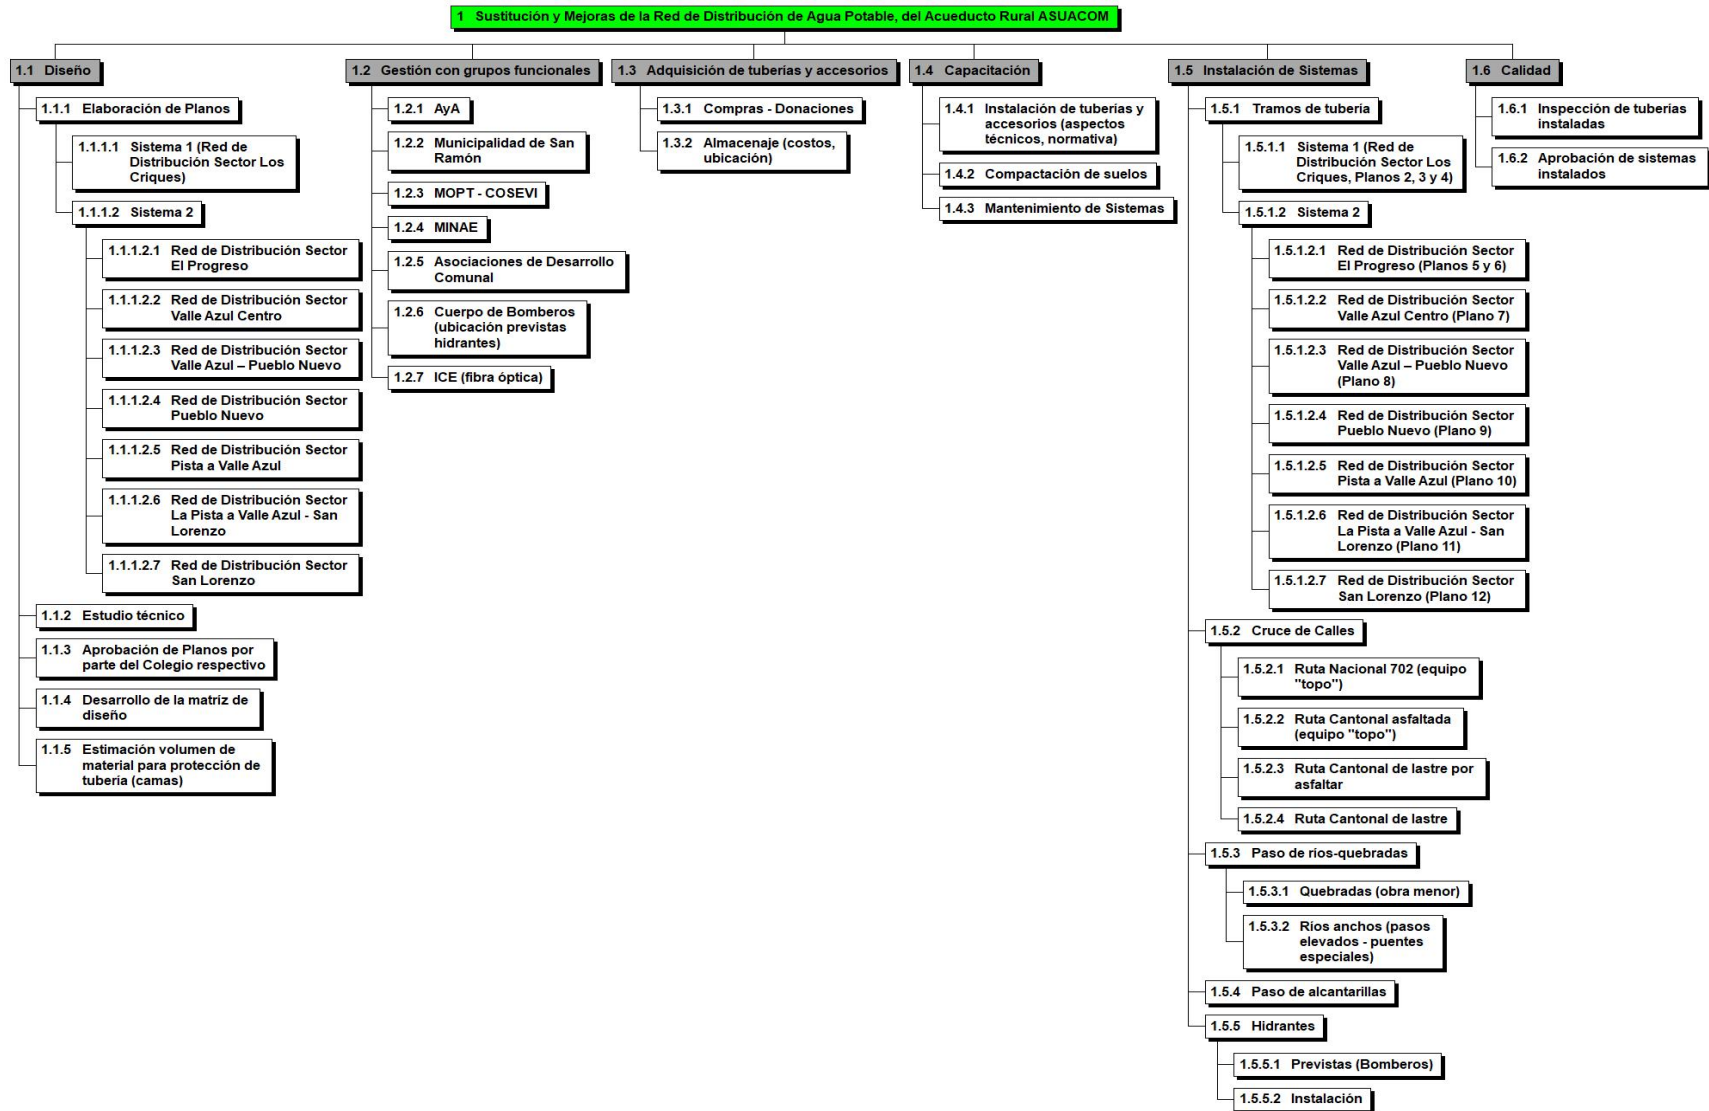 1 Sustitución y Mejoras de la Red de Distribución de Agua Potable, del Acueducto Rural ASUACOM
1.1 Diseño
1.1.1 Elaboración de Planos
1.1.1.1 Sistema 1 (Red de
Distribución Sector Los
Criques)
1.1.1.2 Sistema 2
1.1.1.2.1 Red de Distribución Sector
El Progreso
1.1.1.2.2 Red de Distribución Sector
Valle Azul Centro
1.1.1.2.3 Red de Distribución Sector
Valle Azul – Pueblo Nuevo
1.1.1.2.4 Red de Distribución Sector
Pueblo Nuevo
1.1.1.2.5 Red de Distribución Sector
Pista a Valle Azul
1.1.1.2.6 Red de Distribución Sector
La Pista a Valle Azul - San
Lorenzo
1.1.1.2.7 Red de Distribución Sector
San Lorenzo
1.1.2 Estudio técnico
1.1.3 Aprobación de Planos por
parte del Colegio respectivo
1.1.4 Desarrollo de la matríz de
diseño
1.1.5 Estimación volumen de
material para protección de
tubería (camas)
1.2 Gestión con grupos funcionales
1.2.1 AyA
1.2.2 Municipalidad de San
Ramón
1.2.3 MOPT - COSEVI
1.2.4 MINAE
1.2.5 Asociaciones de Desarrollo
Comunal
1.2.6 Cuerpo de Bomberos
(ubicación previstas
hidrantes)
1.2.7 ICE (fibra óptica)
1.3 Adquisición de tuberías y accesorios
1.3.1 Compras - Donaciones
1.3.2 Almacenaje (costos,
ubicación)
1.4 Capacitación
1.4.1 Instalación de tuberías y
accesorios (aspectos
técnicos, normativa)
1.4.2 Compactación de suelos
1.4.3 Mantenimiento de Sistemas
1.5 Instalación de Sistemas
1.5.1 Tramos de tubería
1.5.1.1 Sistema 1 (Red de
Distribución Sector Los
Criques, Planos 2, 3 y 4)
1.5.1.2 Sistema 2
1.5.1.2.1 Red de Distribución Sector
El Progreso (Planos 5 y 6)
1.5.1.2.2 Red de Distribución Sector
Valle Azul Centro (Plano 7)
1.5.1.2.3 Red de Distribución Sector
Valle Azul – Pueblo Nuevo
(Plano 8)
1.5.1.2.4 Red de Distribución Sector
Pueblo Nuevo (Plano 9)
1.5.1.2.5 Red de Distribución Sector
Pista a Valle Azul (Plano 10)
1.5.1.2.6 Red de Distribución Sector
La Pista a Valle Azul - San
Lorenzo (Plano 11)
1.5.1.2.7 Red de Distribución Sector
San Lorenzo (Plano 12)
1.5.2 Cruce de Calles
1.5.2.1 Ruta Nacional 702 (equipo
"topo")
1.5.2.2 Ruta Cantonal asfaltada
(equipo "topo")
1.5.2.3 Ruta Cantonal de lastre por
asfaltar
1.5.2.4 Ruta Cantonal de lastre
1.5.3 Paso de ríos-quebradas
1.5.3.1 Quebradas (obra menor)
1.5.3.2 Ríos anchos (pasos
elevados - puentes
especiales)
1.5.4 Paso de alcantarillas
1.5.5 Hidrantes
1.5.5.1 Previstas (Bomberos)
1.5.5.2 Instalación
1.6 Calidad
1.6.1 Inspección de tuberías
instaladas
1.6.2 Aprobación de sistemas
instalados